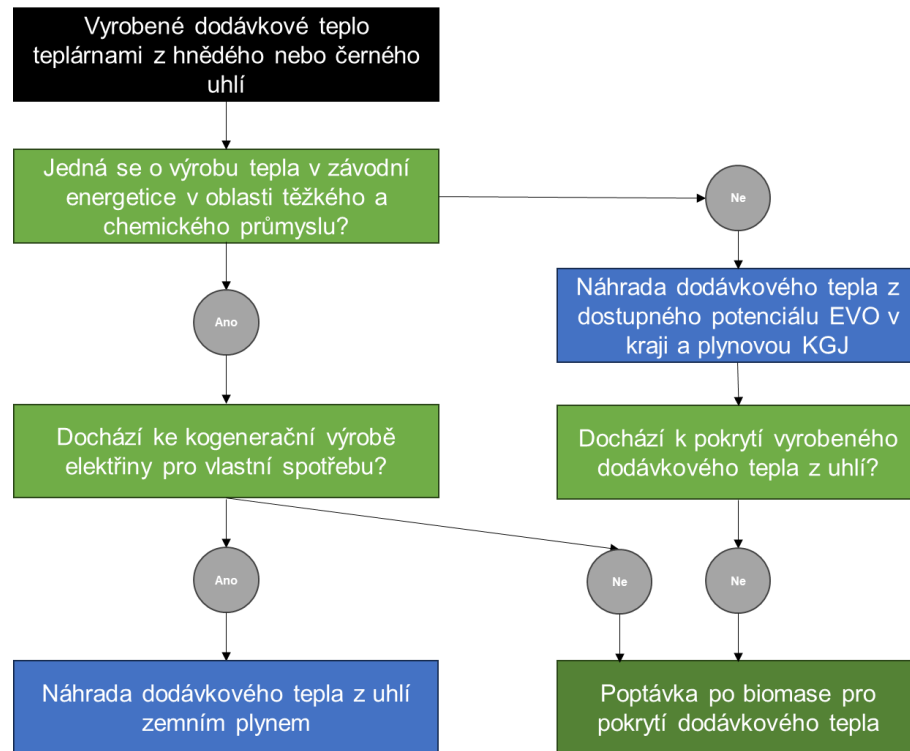 Vyrobené dodávkové teplo
teplárnami z hnědého nebo černého
uhlí
Jedná se o výrobu tepla v závodní
energetice v oblasti těžkého a
chemického průmyslu?
Ne
Ano
Náhrada dodávkového tepla z
dostupného potenciálu EVO v
kraji a plynovou KGJ
Dochází ke kogenerační výrobě
elektřiny pro vlastní spotřebu?
Dochází k pokrytí vyrobeného
dodávkového tepla z uhlí?
Ano
Ne
Ne
Náhrada dodávkového tepla z uhlí
zemním plynem
Poptávka po biomase pro
pokrytí dodávkového tepla